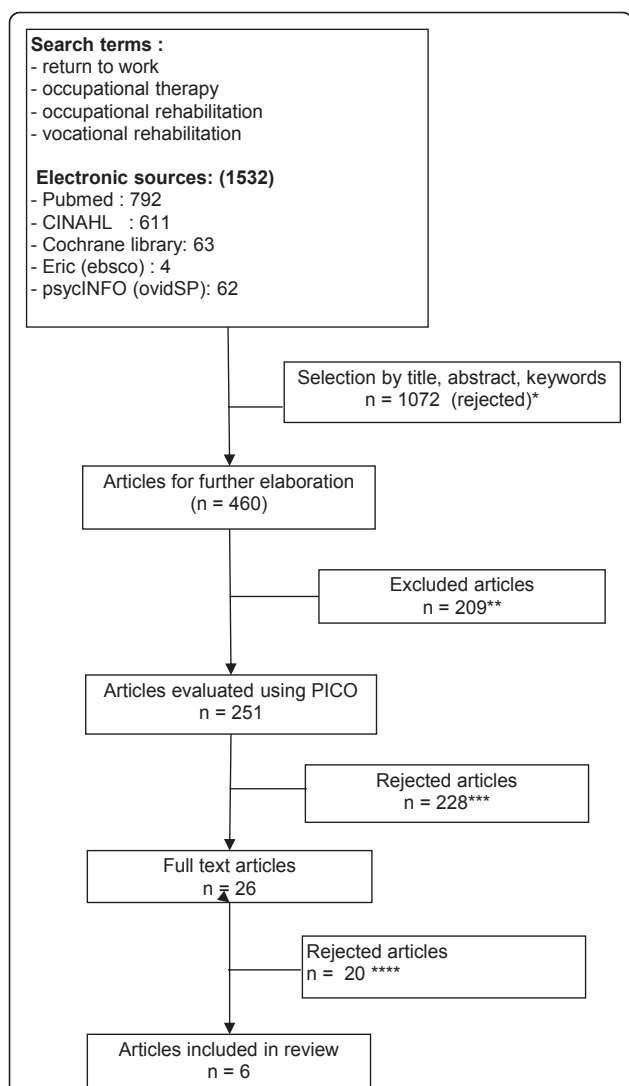 Search terms :
- return to work
- occupational therapy
- occupational rehabilitation
- vocational rehabilitation
Electronic sources: (1532)
- Pubmed : 792
- CINAHL : 611
- Cochrane library: 63
- Eric (ebsco) : 4
- psycINFO (ovidSP): 62
Selection by title, abstract, keywords
n = 1072 (rejected)*
Articles for further elaboration
(n = 460)
Excluded articles
n = 209**
Articles evaluated using PICO
n = 251
Rejected articles
n = 228***
Full text articles
n = 26
Rejected articles
n = 20 ****
Articles included in review
n = 6